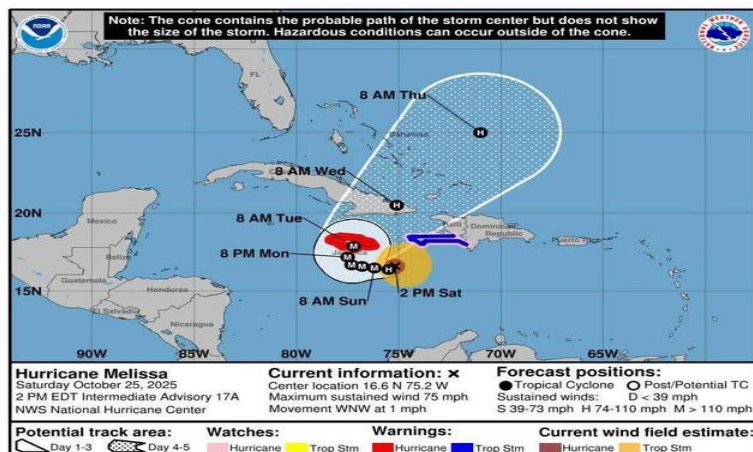 Note: The cone contains the probable path of the storm center but does not show
the size of the storm. Hazardous conditions can occur outside of the cone.
NOAA
FL
8 AM Thu
25N
Bahamas
8 AM Wed
20N
Mexico
8 AM Tue
Haiti
Dominican
Republic
Puerto Rico
Belize
8 PM Mon
15N
Guatemala
Honduras
8 AM Sun
2 PM Sat
El Salvador
Nicaragua
90W 85W 80W 75W 70W 65W
H
H
M
M
M
M
M
H
Hurricane Melissa
Saturday October 25, 2025
2 PM EDT Intermediate Advisory 17A
NWS National Hurricane Center
Current information: x
Center location 16.6 N 75.2 W
Maximum sustained wind 75 mph
Movement WNW at 1 mph
Forecast positions:
Tropical Cyclone Post/Potential TC
Sustained winds: D < 39 mph
S 39-73 mph H 74-110 mph M > 110 mph
Potential track area:
Day 1-3 Day 4-5
Watches:
Hurricane Trop Stm
Warnings:
Hurricane Trop Stm
Current wind field estimate:
Hurricane Trop Stm